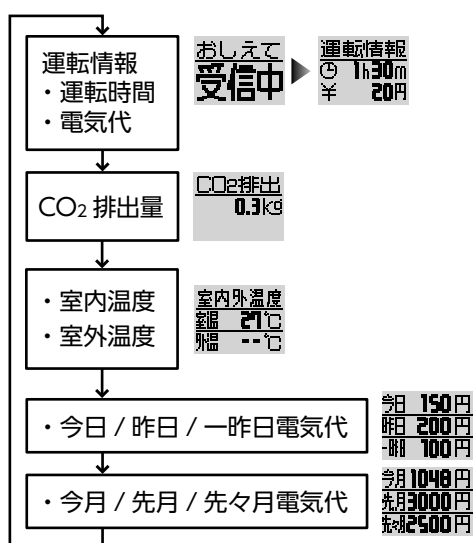 運転情報
・運転時間
・電気代
おしえて
受信中
運転情報
1h30m
¥ 20円
CO2 排出量
CO2排出
0.3kg
・室内温度
・室外温度
室内外温度
室温 27℃
外温 --℃
・今日 / 昨日 / 一昨日電気代
今日 150円
昨日 200円
一昨日 100円
・今月 / 先月 / 先々月電気代
今月1048円
先月3000円
先々月2500円